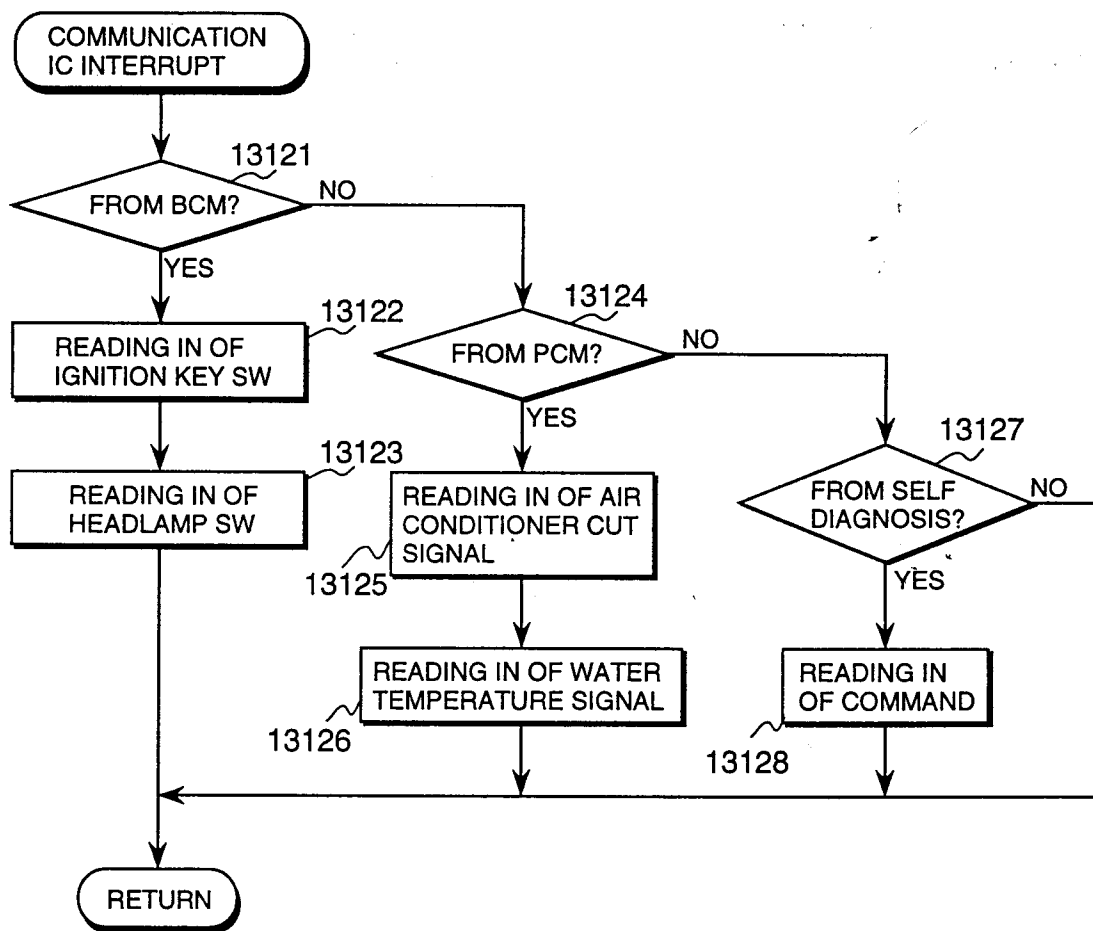 COMMUNICATION
IC INTERRUPT
13121
FROM BCM?
NO
YES
13122
READING IN OF
IGNITION KEY SW
13123
READING IN OF
HEADLAMP SW
13124
FROM PCM?
NO
YES
READING IN OF AIR
CONDITIONER CUT
SIGNAL
13125
READING IN OF WATER
TEMPERATURE SIGNAL
13126
13127
FROM SELF
DIAGNOSIS?
NO
YES
READING IN
OF COMMAND
13128
RETURN